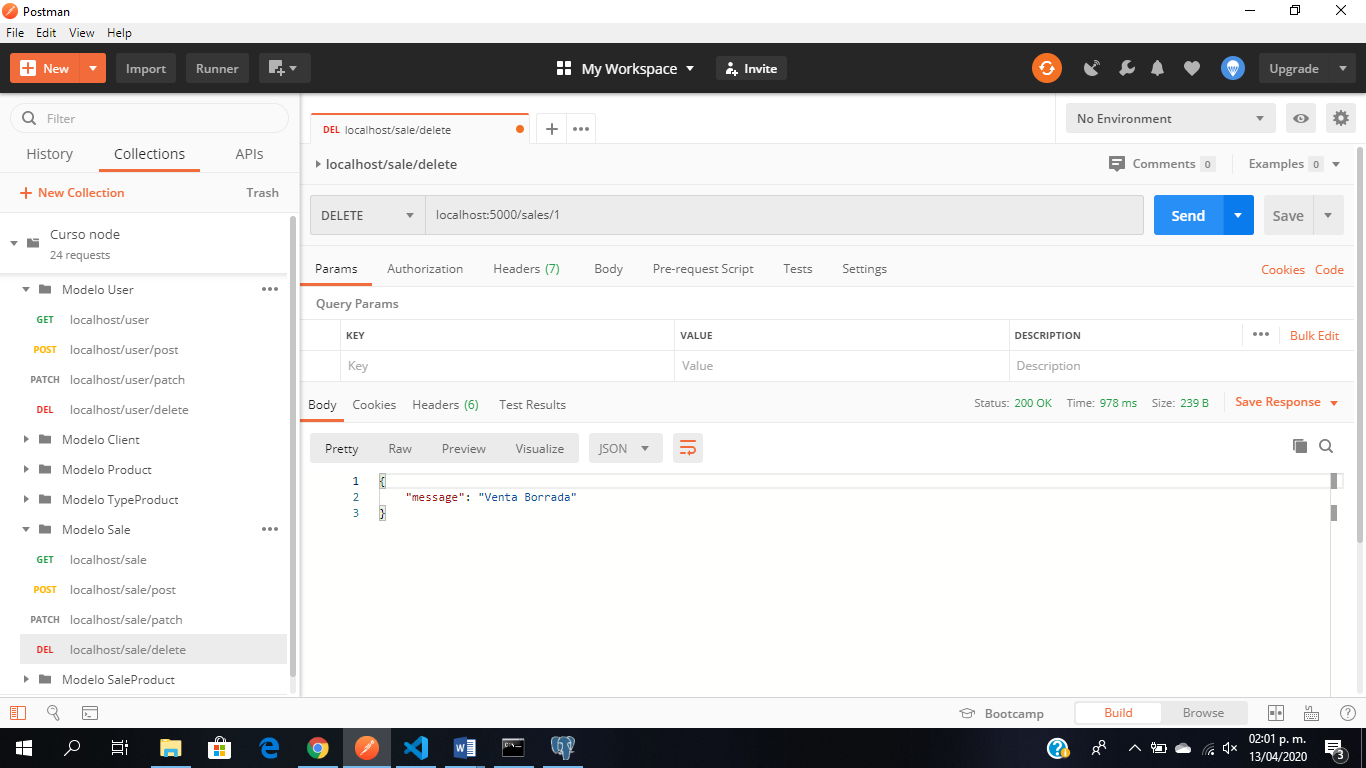 Postman
File Edit View Help
New Import Runner My Workspace Invite Upgrade
Filter
History Collections APIs
New Collection Trash
Curso node
24 requests
Modelo User
GET localhost/user
POST localhost/user/post
PATCH localhost/user/patch
DEL localhost/user/delete
Modelo Client
Modelo Product
Modelo TypeProduct
Modelo Sale
GET localhost/sale
POST localhost/sale/post
PATCH localhost/sale/patch
DEL localhost/sale/delete
Modelo SaleProduct
DEL localhost/sale/delete
No Environment
localhost/sale/delete Comments 0 Examples 0
DELETE localhost:5000/sales/1 Send Save
Params Authorization Headers (7) Body Pre-request Script Tests Settings Cookies Code
Query Params
KEY VALUE DESCRIPTION Bulk Edit
Key Value Description
Body Cookies Headers (6) Test Results Status: 200 OK Time: 978 ms Size: 239 B Save Response
Pretty Raw Preview Visualize JSON
1 {
2 "message": "Venta Borrada"
3 }
Bootcamp Build Browse
02:01 p. m.
13/04/2020
3